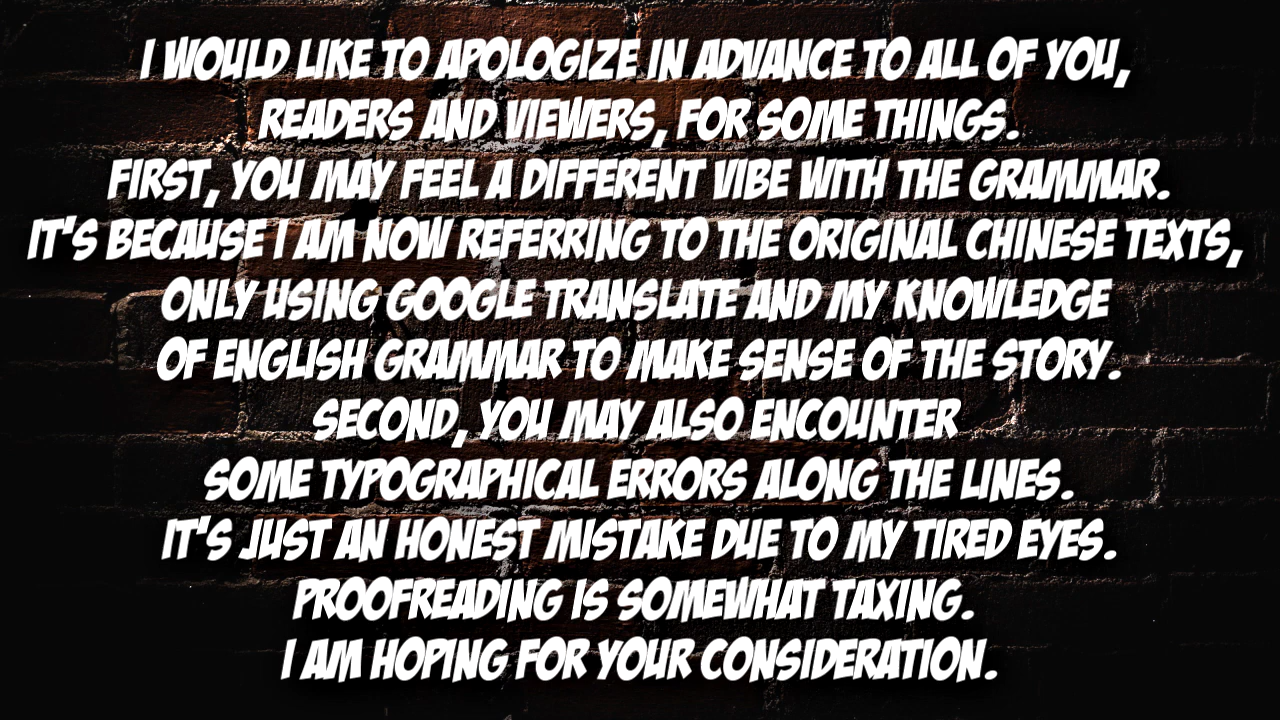 I WOULD LIKE TO APOLOGIZE IN ADVANCE TO ALL OF YOU,
READERS AND VIEWERS, FOR SOME THINGS.
FIRST, YOU MAY FEEL A DIFFERENT VIBE WITH THE GRAMMAR.
IT'S BECAUSE I AM NOW REFERRING TO THE ORIGINAL CHINESE TEXTS,
ONLY USING GOOGLE TRANSLATE AND MY KNOWLEDGE
OF ENGLISH GRAMMAR TO MAKE SENSE OF THE STORY.
SECOND, YOU MAY ALSO ENCOUNTER
SOME TYPOGRAPHICAL ERRORS ALONG THE LINES.
IT'S JUST AN HONEST MISTAKE DUE TO MY TIRED EYES.
PROOFREADING IS SOMEWHAT TAXING.
I AM HOPING FOR YOUR CONSIDERATION.